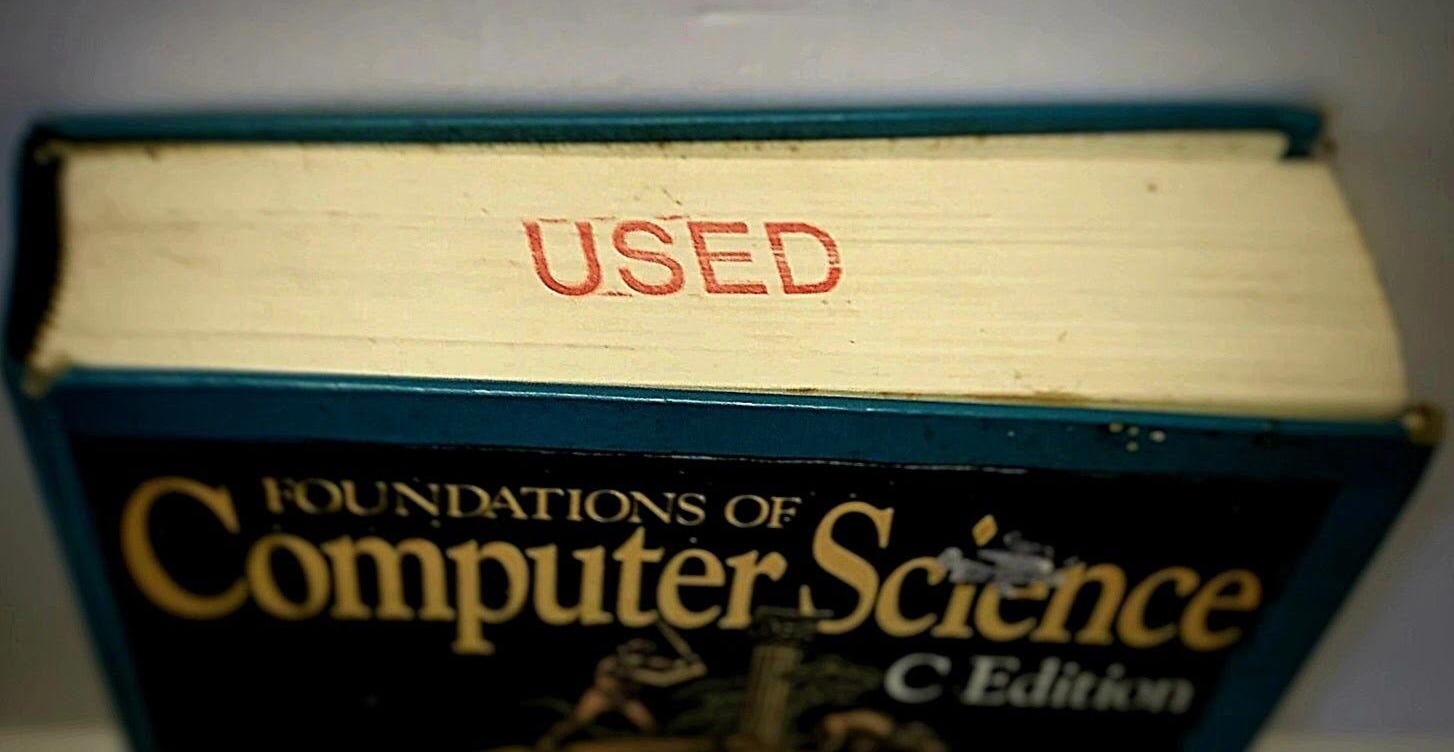 USED
FOUNDATIONS OF
Computer Science
C Edition